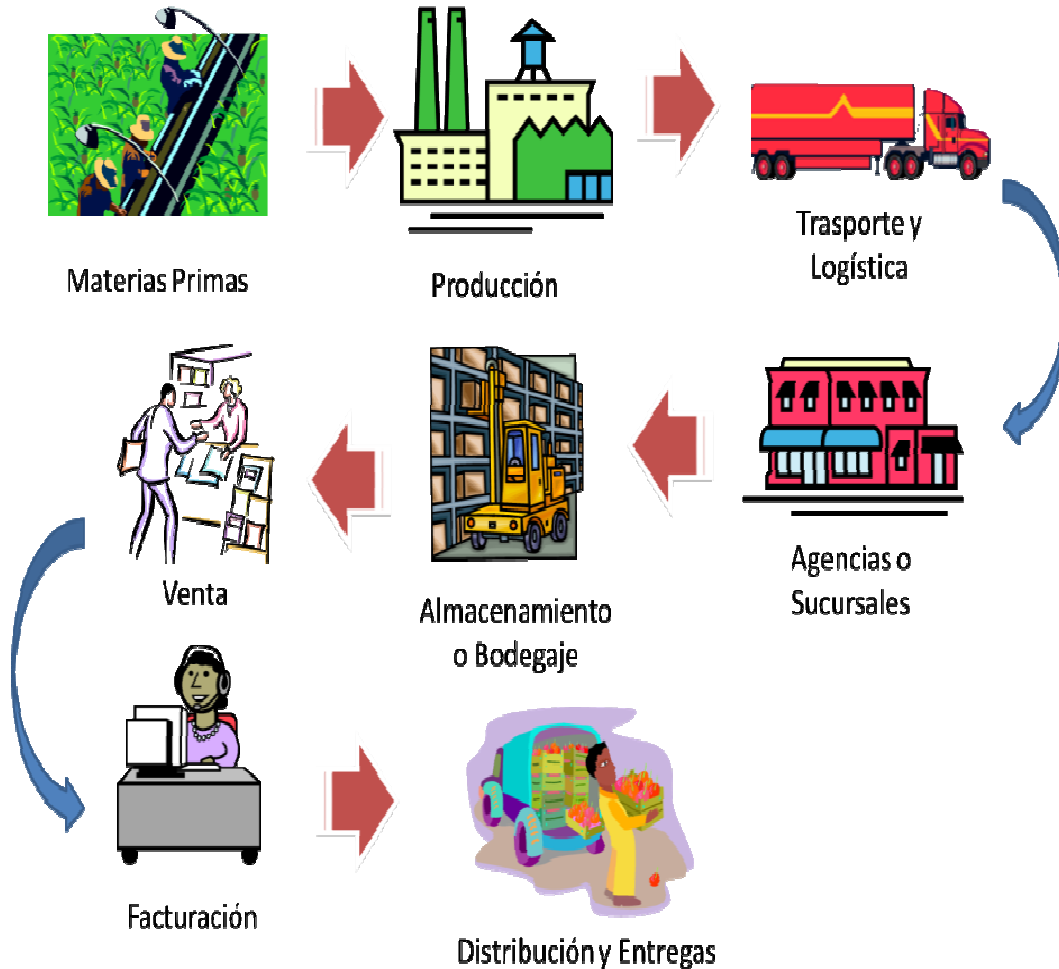 Materias Primas
Producción
Trasporte y
Logística
Venta
Almacenamiento
o Bodegaje
Agencias o
Sucursales
Facturación
Distribución y Entregas